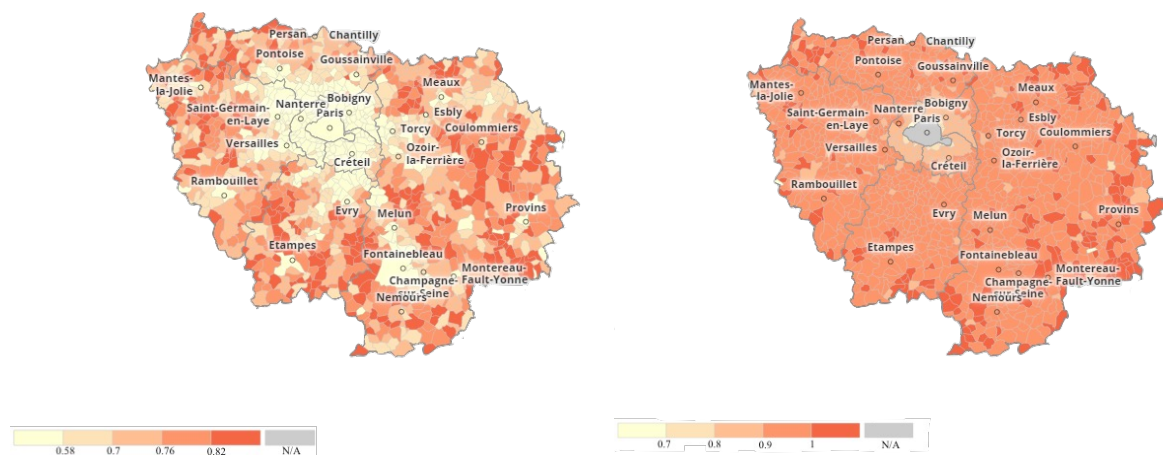 Persan Chantilly
Pontoise
Goussainville
Mantes-
la-Jolie
Meaux
Saint-Germain-
en-Laye
Nanterre
Bobigny
Paris
Esbly
Torcy
Coulommiers
Versailles
Ozoir-
la-Ferrière
Créteil
Rambouillet
Evry
Melun
Provins
Etampes
Fontainebleau
Montereau-
Fault-Yonne
Champagne-
sur-Seine
Nemours
0.58 0.7 0.76 0.82 N/A
Persan Chantilly
Pontoise
Goussainville
Mantes-
la-Jolie
Meaux
Saint-Germain-
en-Laye
Nanterre
Bobigny
Paris
Esbly
Torcy
Coulommiers
Versailles
Ozoir-
la-Ferrière
Créteil
Rambouillet
Evry
Melun
Provins
Etampes
Fontainebleau
Montereau-
Fault-Yonne
Champagne-
sur-Seine
Nemours
0.7 0.8 0.9 1 N/A